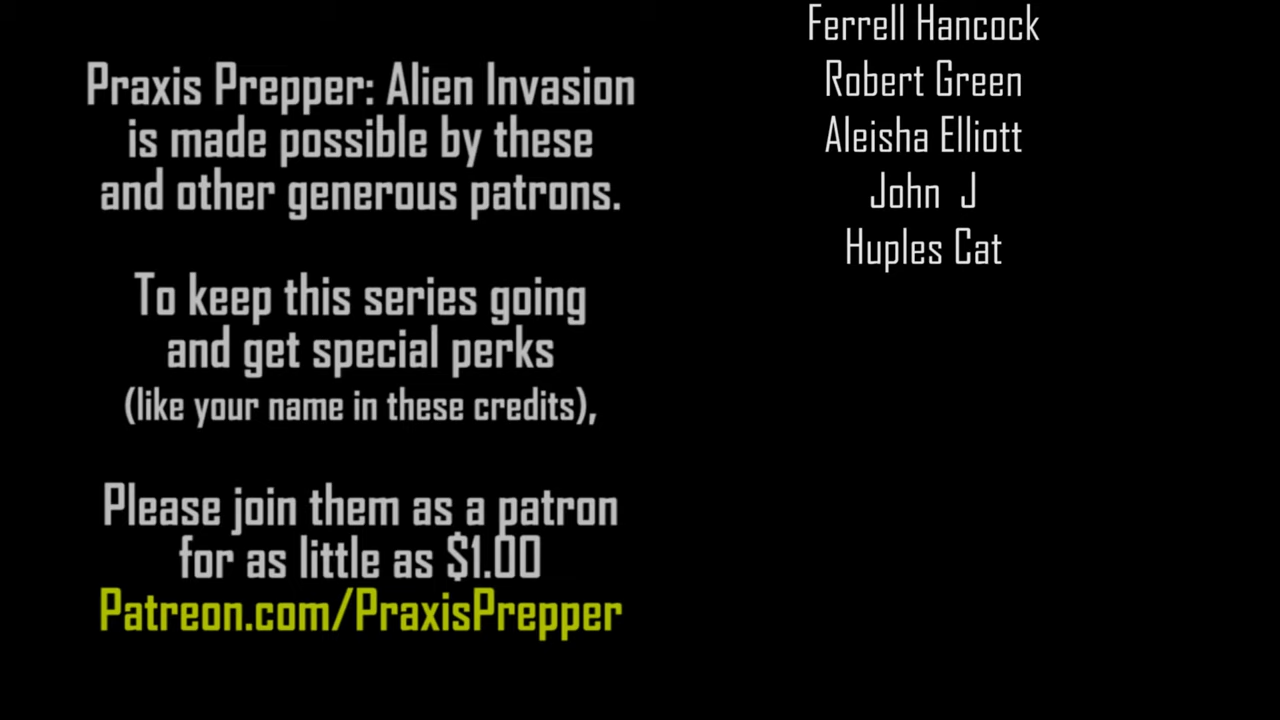 Praxis Prepper: Alien Invasion
is made possible by these
and other generous patrons.
To keep this series going
and get special perks
(like your name in these credits),
Please join them as a patron
for as little as $1.00
Patreon.com/PraxisPrepper
Ferrell Hancock
Robert Green
Aleisha Elliott
John J
Huples Cat